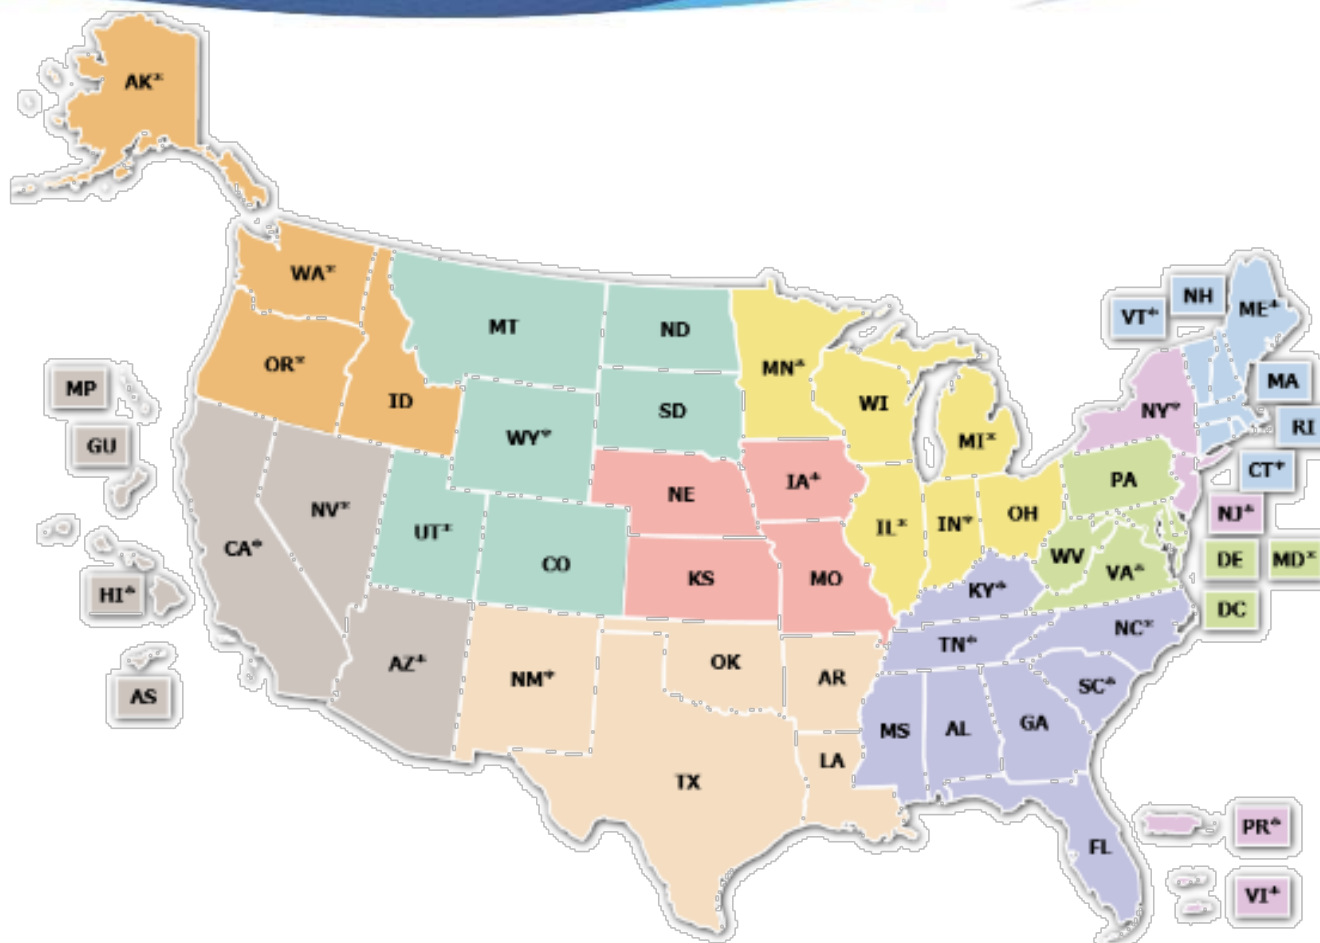 AK*
WA*
MT
ND
OR*
ID
MN*
WI
MI*
VT*
NH
ME*
MA
RI
CT*
NY*
NJ*
PA
MP
GU
HI*
AS
WY*
SD
NE
IA*
IL*
IN*
OH
WV
VA*
DE
MD*
DC
CA*
NV*
UT*
CO
KS
MO
KY*
TN*
NC*
SC*
AZ*
NM*
OK
AR
MS
AL
GA
TX
LA
FL
PR*
VI*